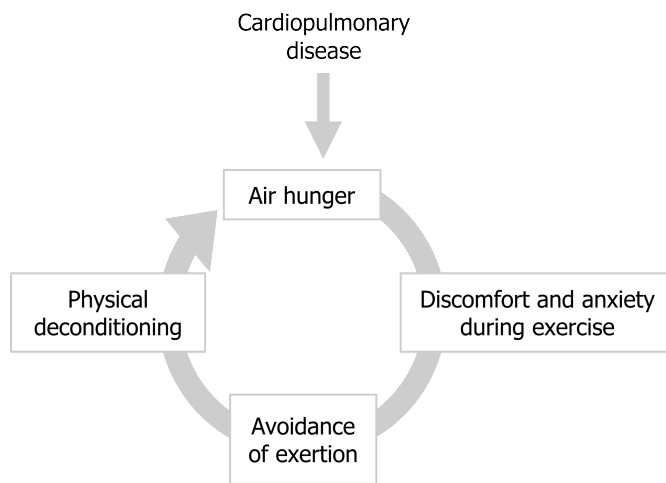 Cardiopulmonary
disease
Air hunger
Discomfort and anxiety
during exercise
Avoidance
of exertion
Physical
deconditioning